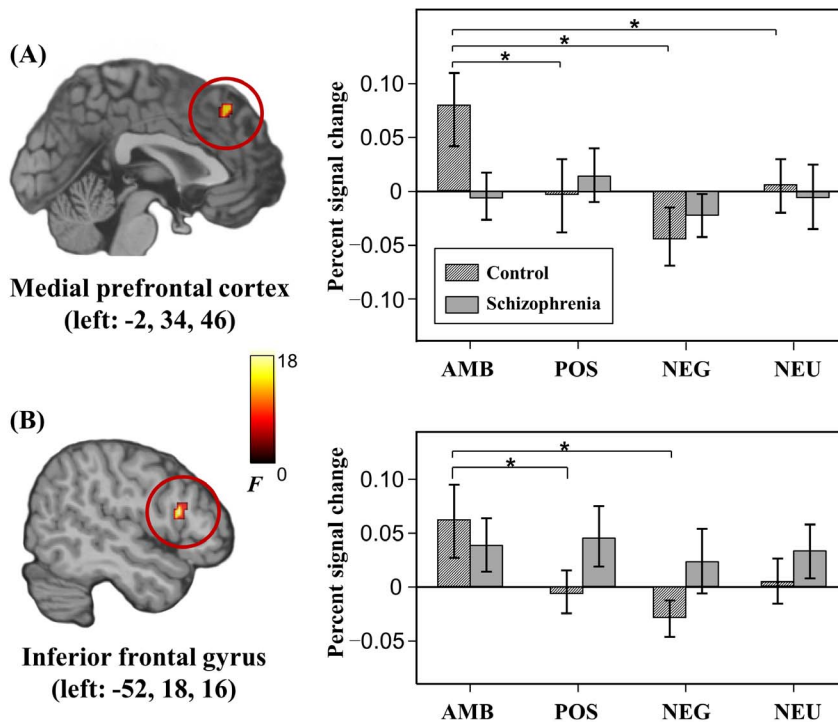 (A)
Medial prefrontal cortex
(left: -2, 34, 46)
Percent signal change
0.10
0.05
0
−0.05
−0.10
*
*
*
Control
Schizophrenia
AMB POS NEG NEU
18
0
F
(B)
Inferior frontal gyrus
(left: -52, 18, 16)
Percent signal change
0.10
0.05
0
−0.05
*
*
AMB POS NEG NEU